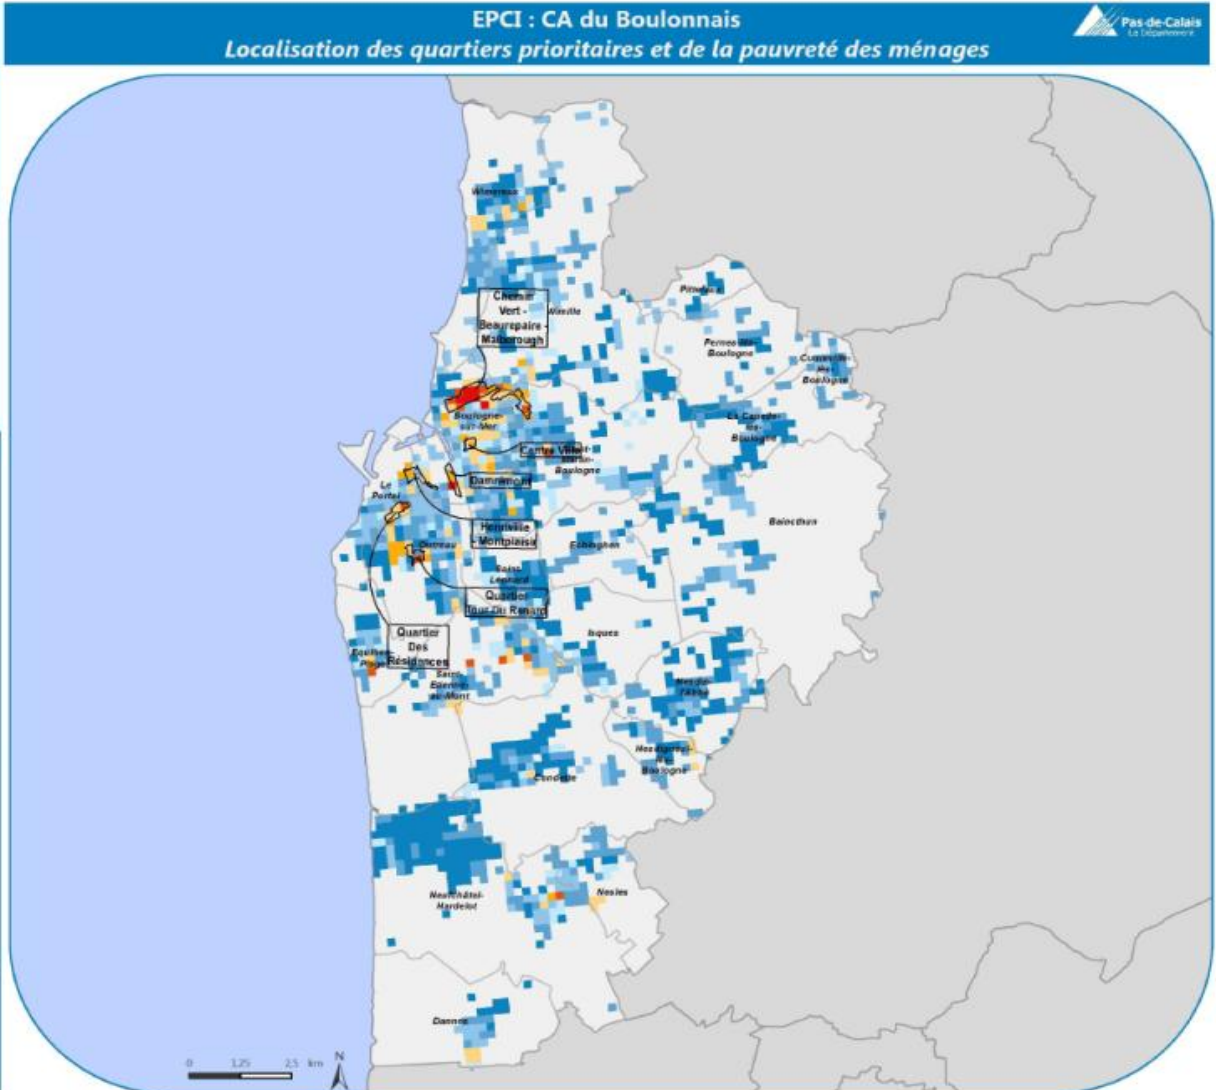 EPCI : CA du Boulonnais
Localisation des quartiers prioritaires et de la pauvreté des ménages
Pas-de-Calais
Le Département
Wimereux
Chemin
Vert -
Beaurepaire -
Malborough
Wimille
Pittefaux
Pernes-lès-
Boulogne
Conteville-
lès-
Boulogne
Boulogne-
sur-Mer
La Capelle-
lès-
Boulogne
Centre Ville
Martin-
Boulogne
Damremont
Le
Portel
Henriville
- Montplaisir
Baincthun
Outreau
Echinghen
Saint-
Léonard
Quartier
Tour Du Renard
Quartier
Des
Résidences
Isques
Equihen-
Plage
Saint-
Etienne-
au-Mont
Hesdin-
l'Abbé
Hesdigneul-
lès-
Boulogne
Condette
Neufchâtel-
Hardelot
Nesles
Dannes
0 1,25 2,5 km
N